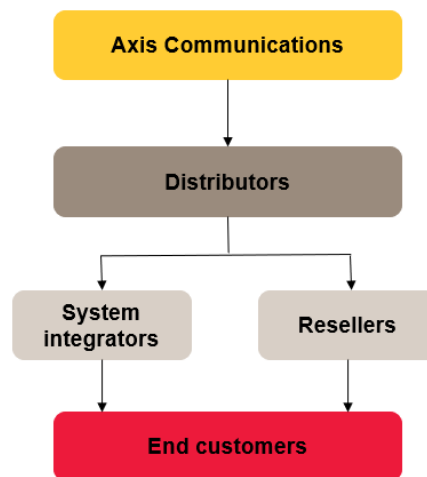 Axis Communications
Distributors
System
integrators
Resellers
End customers